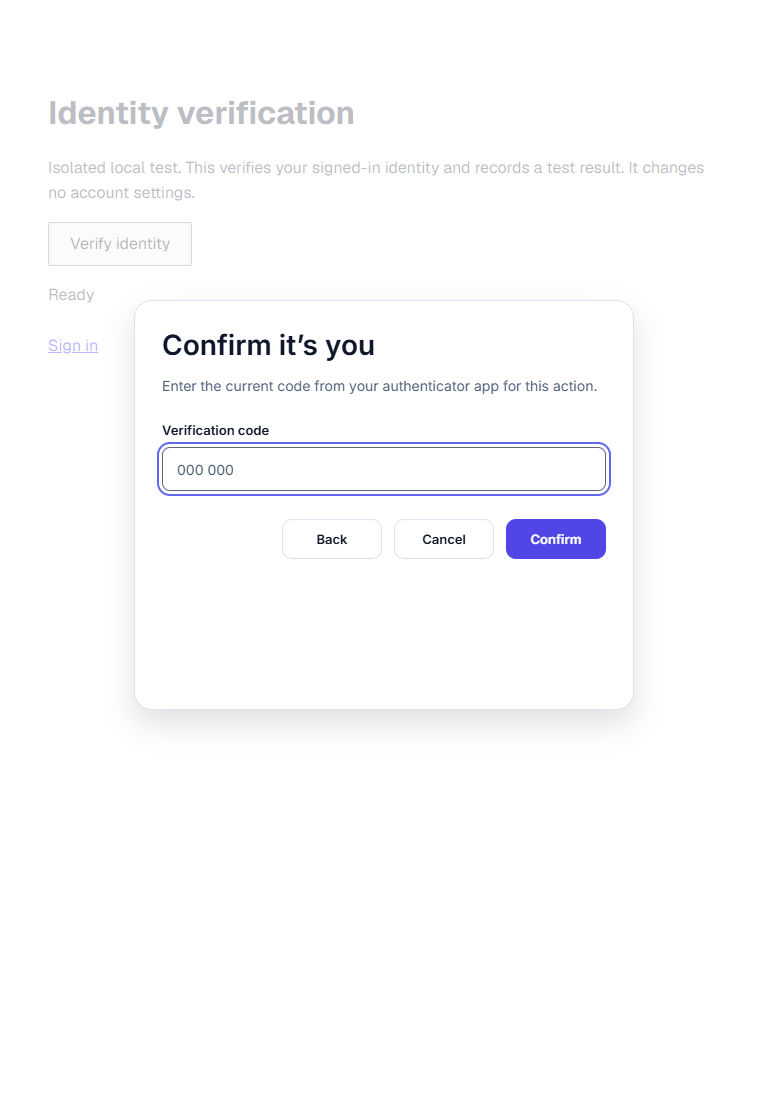 Identity verification
Isolated local test. This verifies your signed-in identity and records a test result. It changes
no account settings.
Verify identity
Ready
Sign in
Confirm it’s you
Enter the current code from your authenticator app for this action.
Verification code
000 000
Back
Cancel
Confirm